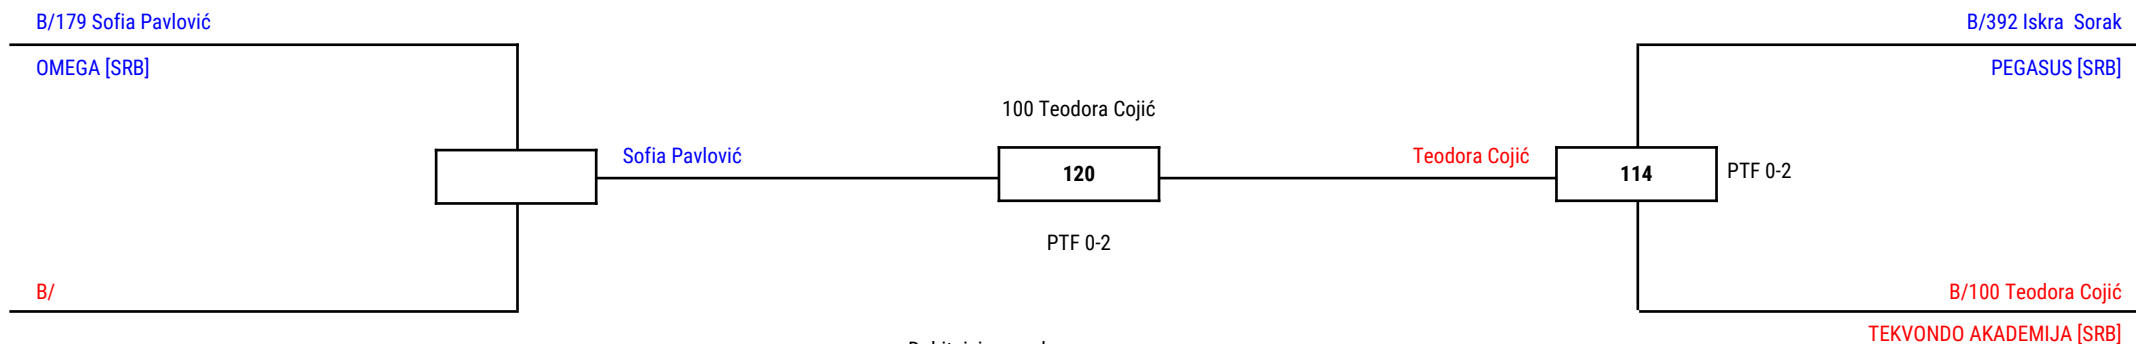 B/179 Sofia Pavlović
OMEGA [SRB]
B/392 Iskra Sorak
PEGASUS [SRB]
100 Teodora Cojić
Sofia Pavlović
120
Teodora Cojić
114
PTF 0-2
PTF 0-2
B/
B/100 Teodora Cojić
TEKVONDO AKADEMIJA [SRB]